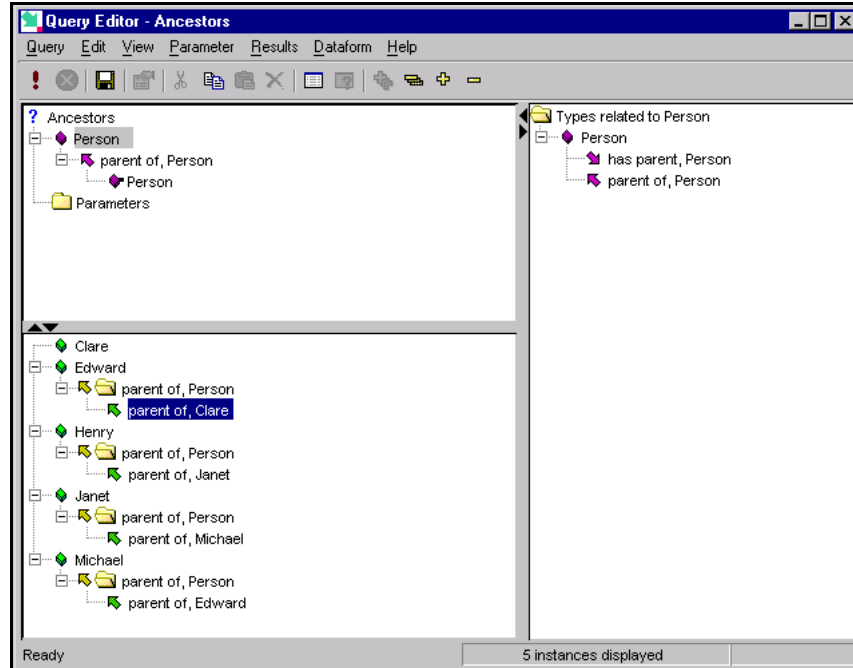 Query Editor - Ancestors
Query Edit View Parameter Results Dataform Help
? Ancestors
Person
parent of, Person
Person
Parameters
Types related to Person
Person
has parent, Person
parent of, Person
Clare
Edward
parent of, Person
parent of, Clare
Henry
parent of, Person
parent of, Janet
Janet
parent of, Person
parent of, Michael
Michael
parent of, Person
parent of, Edward
Ready
5 instances displayed